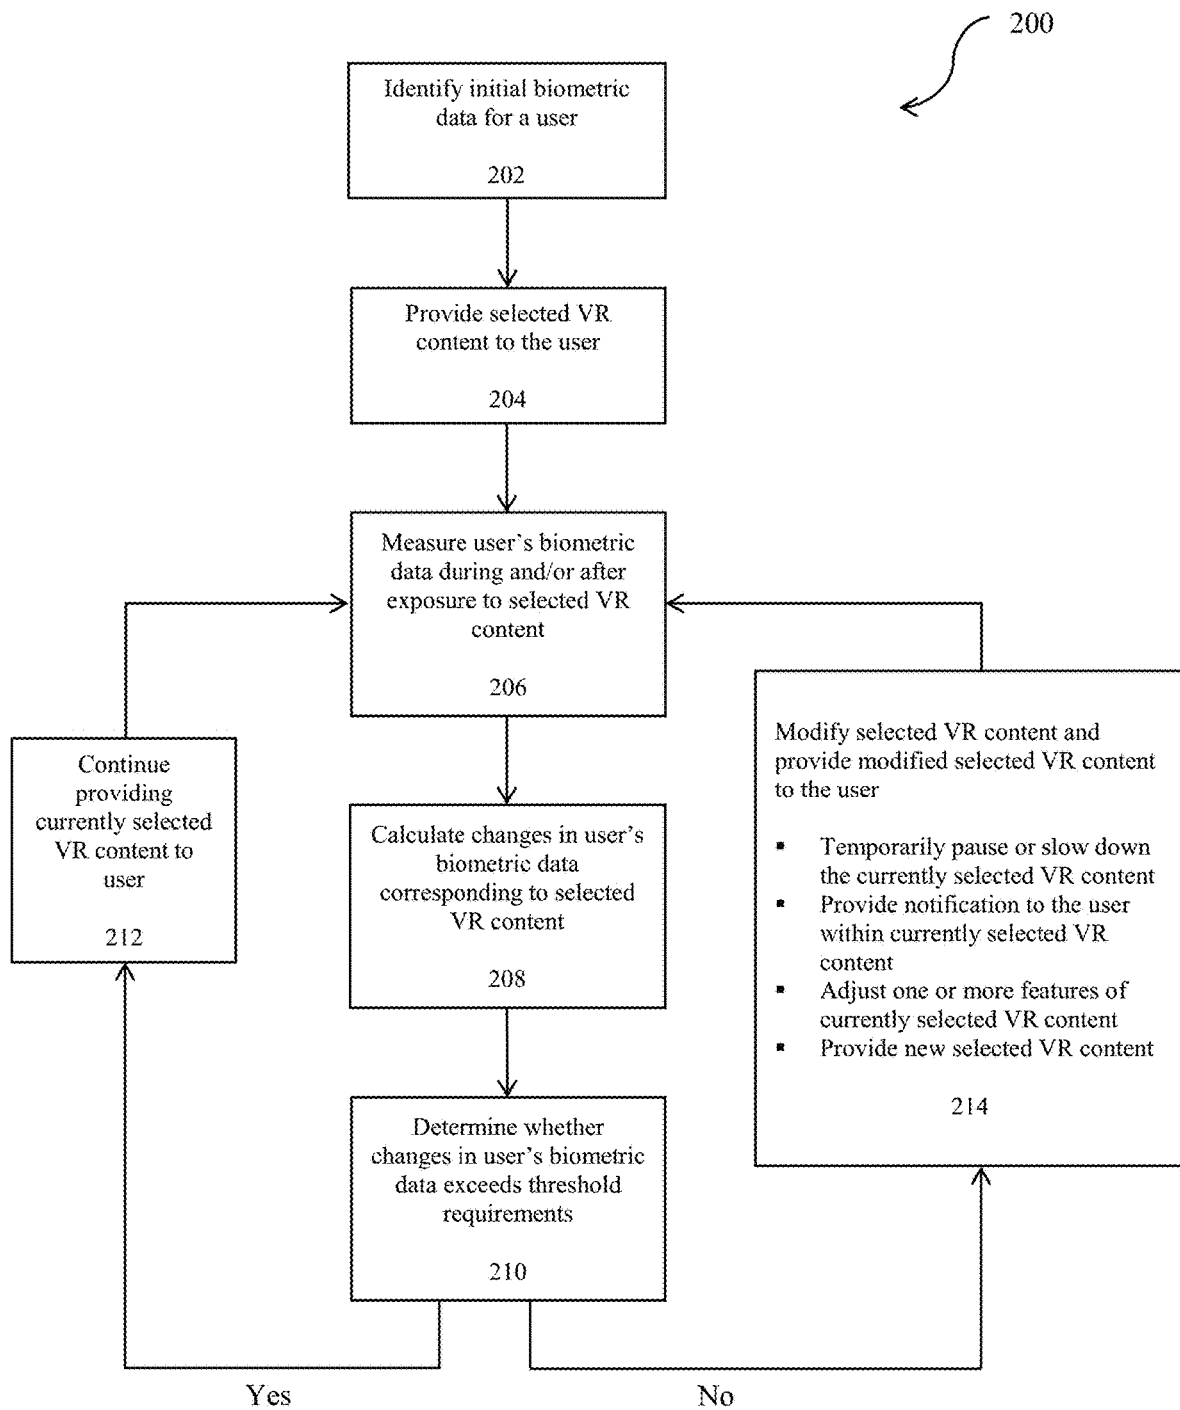 200
Identify initial biometric
data for a user
202
Provide selected VR
content to the user
204
Measure user's biometric
data during and/or after
exposure to selected VR
content
206
Continue
providing
currently selected
VR content to
user
212
Calculate changes in user's
biometric data
corresponding to selected
VR content
208
Modify selected VR content and
provide modified selected VR content
to the user
▪ Temporarily pause or slow down
the currently selected VR content
▪ Provide notification to the user
within currently selected VR
content
▪ Adjust one or more features of
currently selected VR content
▪ Provide new selected VR content
214
Determine whether
changes in user's biometric
data exceeds threshold
requirements
210
Yes
No